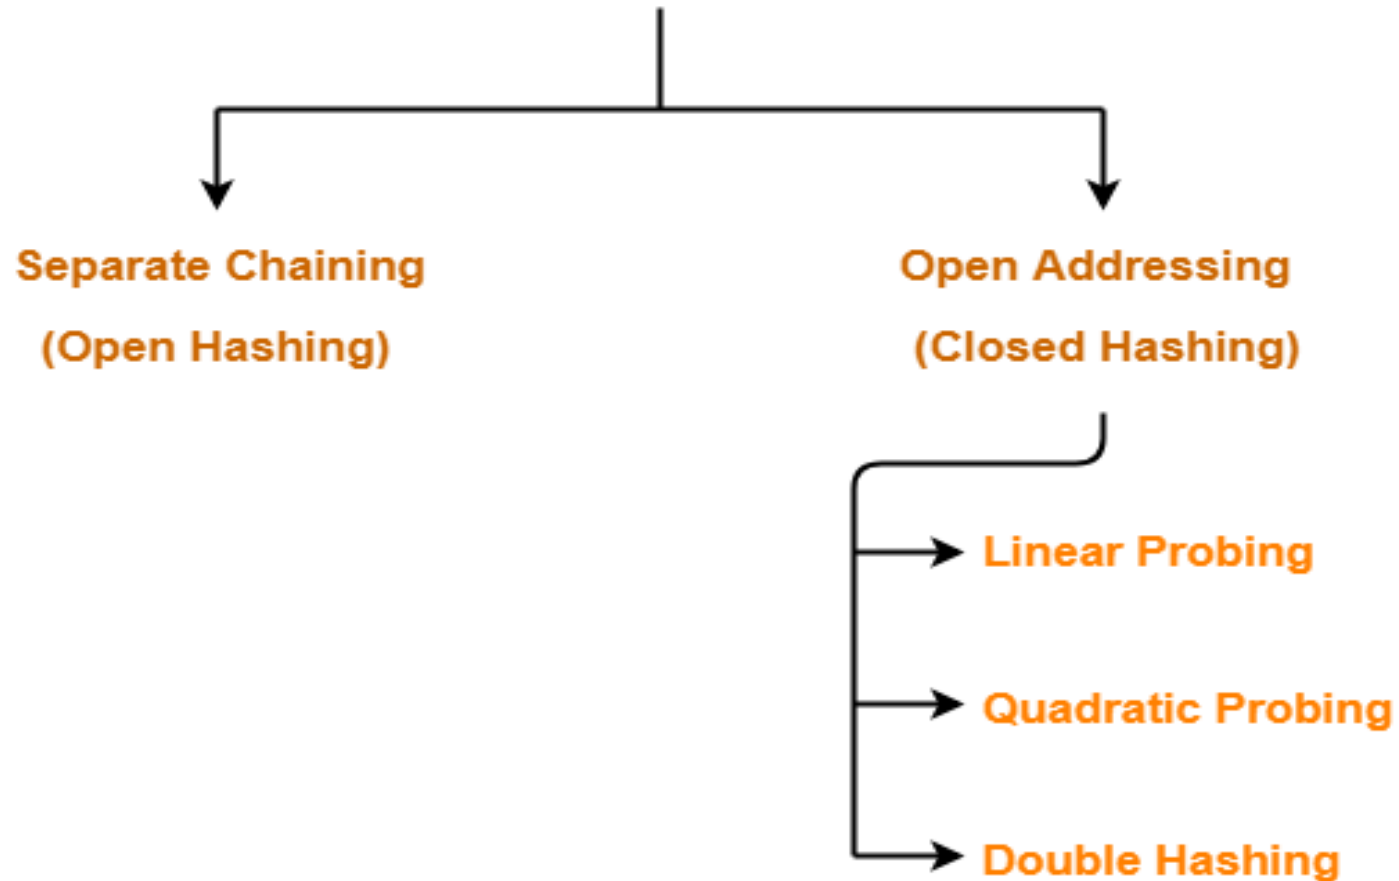 Separate Chaining
(Open Hashing)
Open Addressing
(Closed Hashing)
Linear Probing
Quadratic Probing
Double Hashing